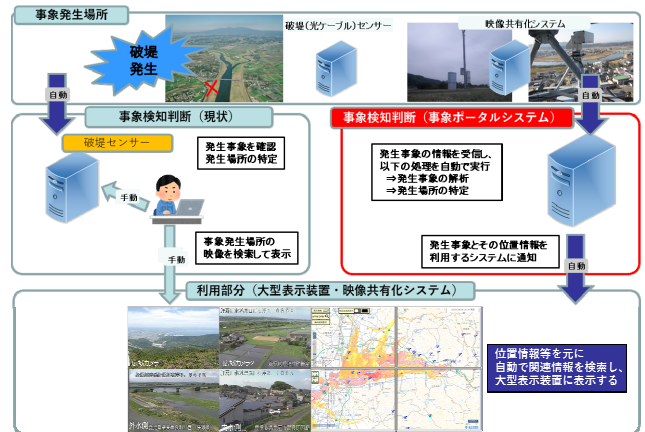 事象発生場所
破堤
発生
破堤(光ケーブル)センサー
映像共有化システム
自動
自動
事象検知判断（現状）
破堤センサー
発生事象を確認
発生場所の特定
手動
事象発生場所の
映像を検索して表示
手動
事象検知判断（事象ポータルシステム）
発生事象の情報を受信し、
以下の処理を自動で実行
⇒発生事象の解析
⇒発生場所の特定
発生事象とその位置情報を
利用するシステムに通知
自動
利用部分（大型表示装置・映像共有化システム）
位置情報等を元に
自動で関連情報を検索し、
大型表示装置に表示する